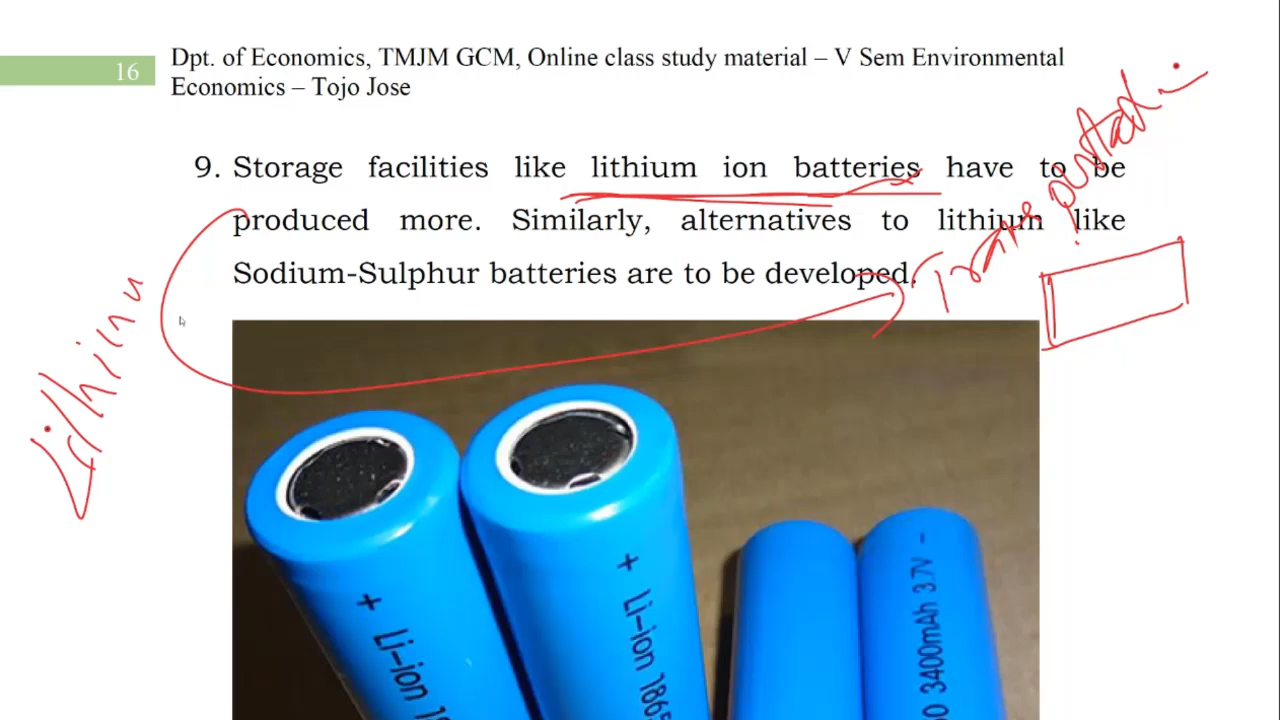 16
Dpt. of Economics, TMJM GCM, Online class study material – V Sem Environmental
Economics – Tojo Jose
9. Storage facilities like lithium ion batteries have to be
produced more. Similarly, alternatives to lithium like
Sodium-Sulphur batteries are to be developed.
Lithium
+ Li-ion 18
+ Li-ion 1865
3400mAh 3.7V –